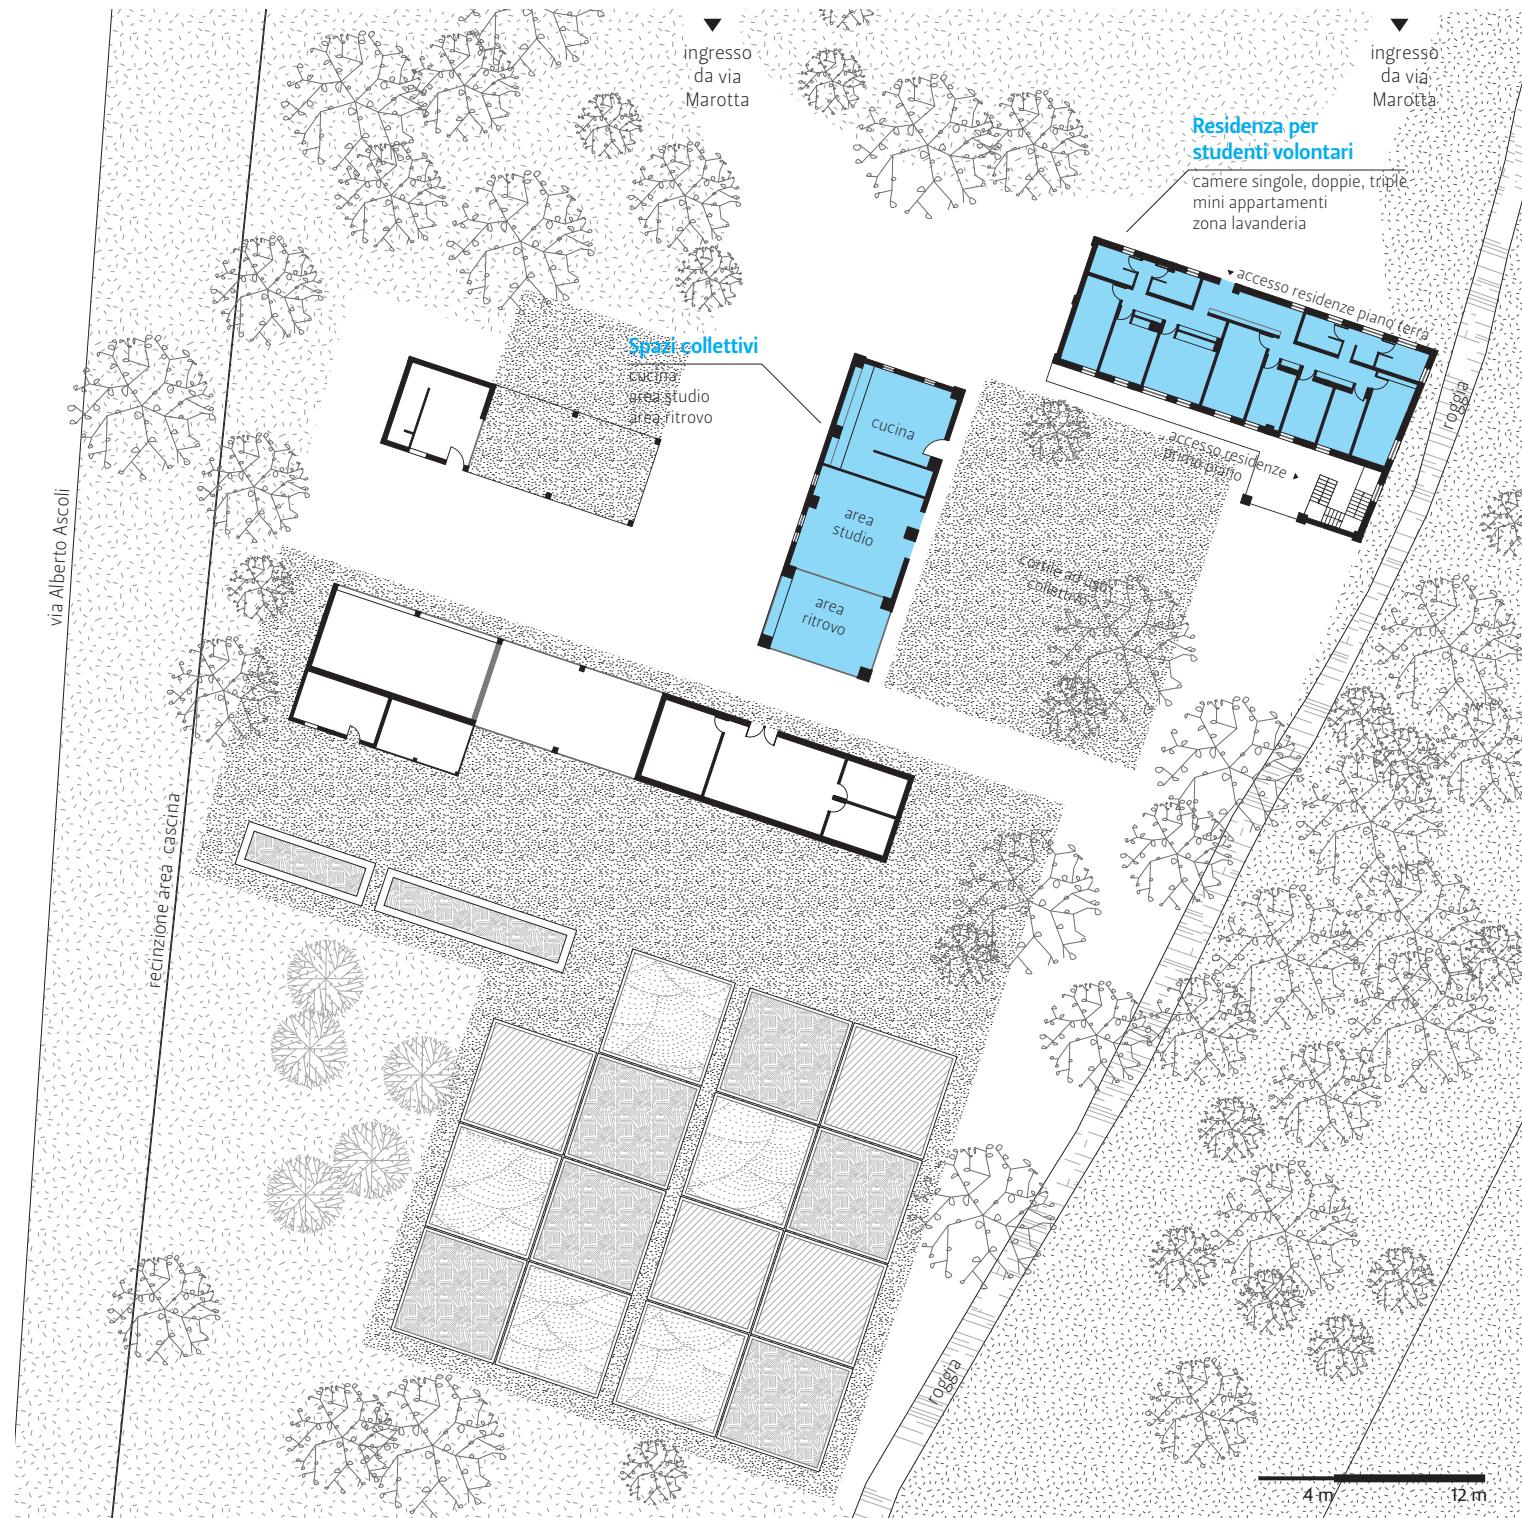 ingresso
da via
Marotta
ingresso
da via
Marotta
Residenza per
studenti volontari
camere singole, doppie, triple
mini appartamenti
zona lavanderia
accesso residenze piano terra
Spazi collettivi
cucina
area studio
area ritrovo
cucina
area
studio
area
ritrovo
accesso residenze
primo piano
cortile ad uso
collettivo
roggia
via Alberto Ascoli
recinzione area cascina
roggia
4 m
12 m